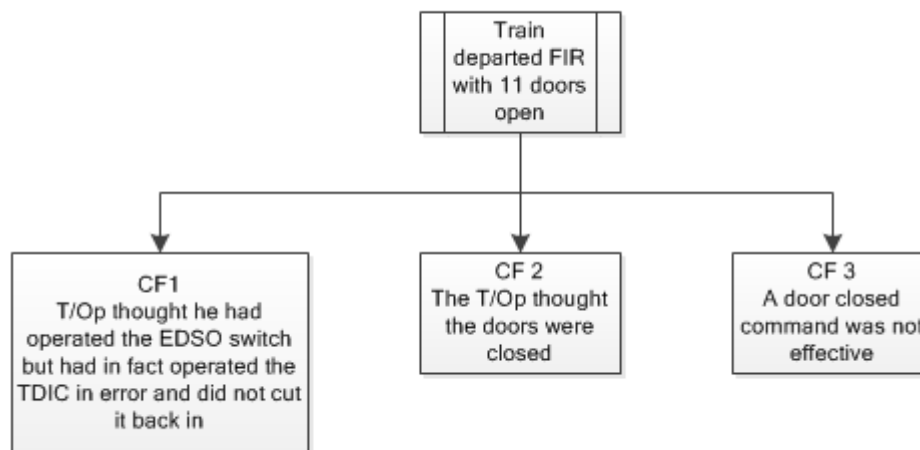 Train
departed FIR
with 11 doors
open
CF1
T/Op thought he had
operated the EDSO switch
but had in fact operated the
TDIC in error and did not cut
it back in
CF 2
The T/Op thought
the doors were
closed
CF 3
A door closed
command was not
effective